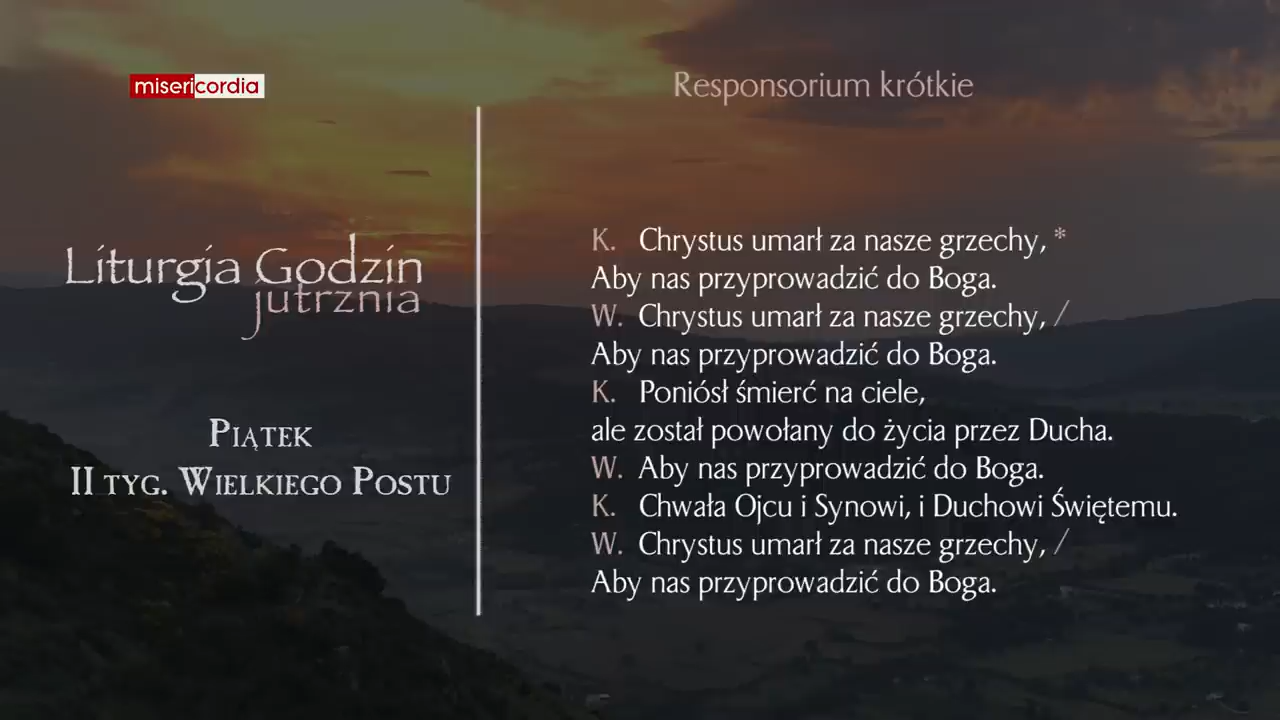 misericordia
Liturgia Godzin
jutrznia
Piątek
II tyg. Wielkiego Postu
Responsorium krótkie
K. Chrystus umarł za nasze grzechy, *
Aby nas przyprowadzić do Boga.
W. Chrystus umarł za nasze grzechy, /
Aby nas przyprowadzić do Boga.
K. Poniósł śmierć na ciele,
ale został powołany do życia przez Ducha.
W. Aby nas przyprowadzić do Boga.
K. Chwała Ojcu i Synowi, i Duchowi Świętemu.
W. Chrystus umarł za nasze grzechy, /
Aby nas przyprowadzić do Boga.